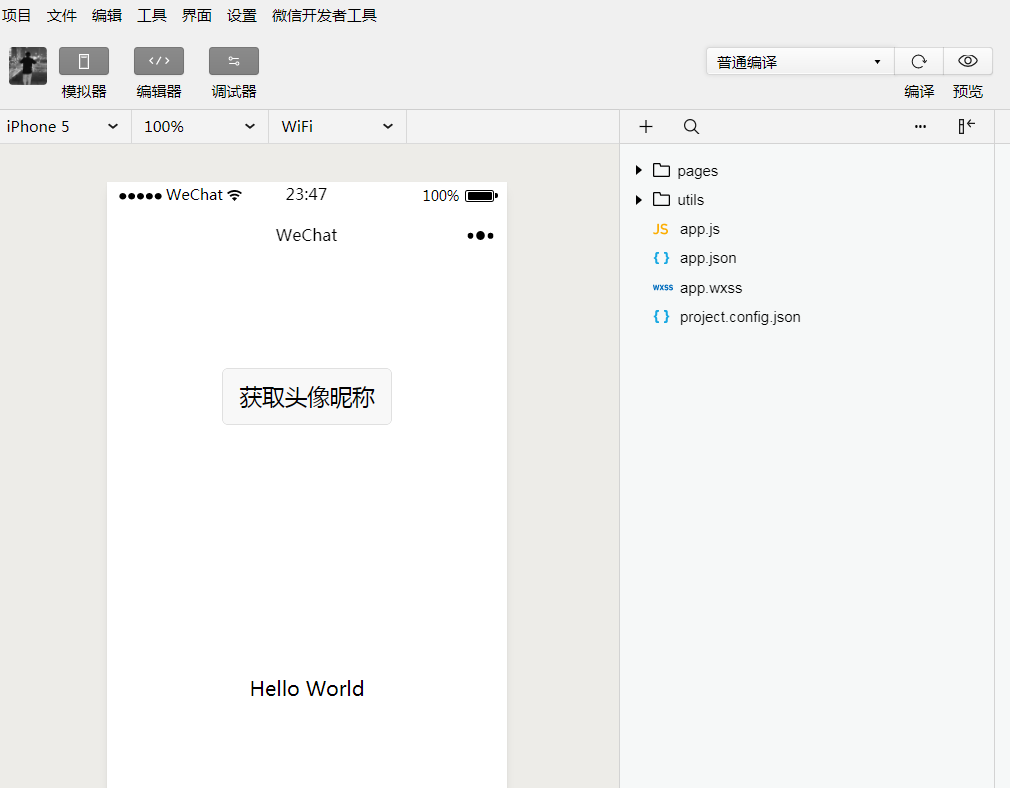 项目 文件 编辑 工具 界面 设置 微信开发者工具
模拟器 编辑器 调试器
普通编译
编译 预览
iPhone 5 100% WiFi
WeChat 23:47 100%
WeChat
获取头像昵称
Hello World
pages
utils
JS app.js
{ } app.json
wxss app.wxss
{ } project.config.json